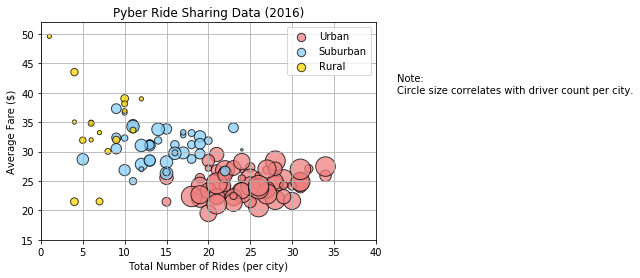 Pyber Ride Sharing Data (2016)
50
45
40
35
30
25
20
15
Average Fare ($)
Urban
Suburban
Rural
Note:
Circle size correlates with driver count per city.
0 5 10 15 20 25 30 35 40
Total Number of Rides (per city)